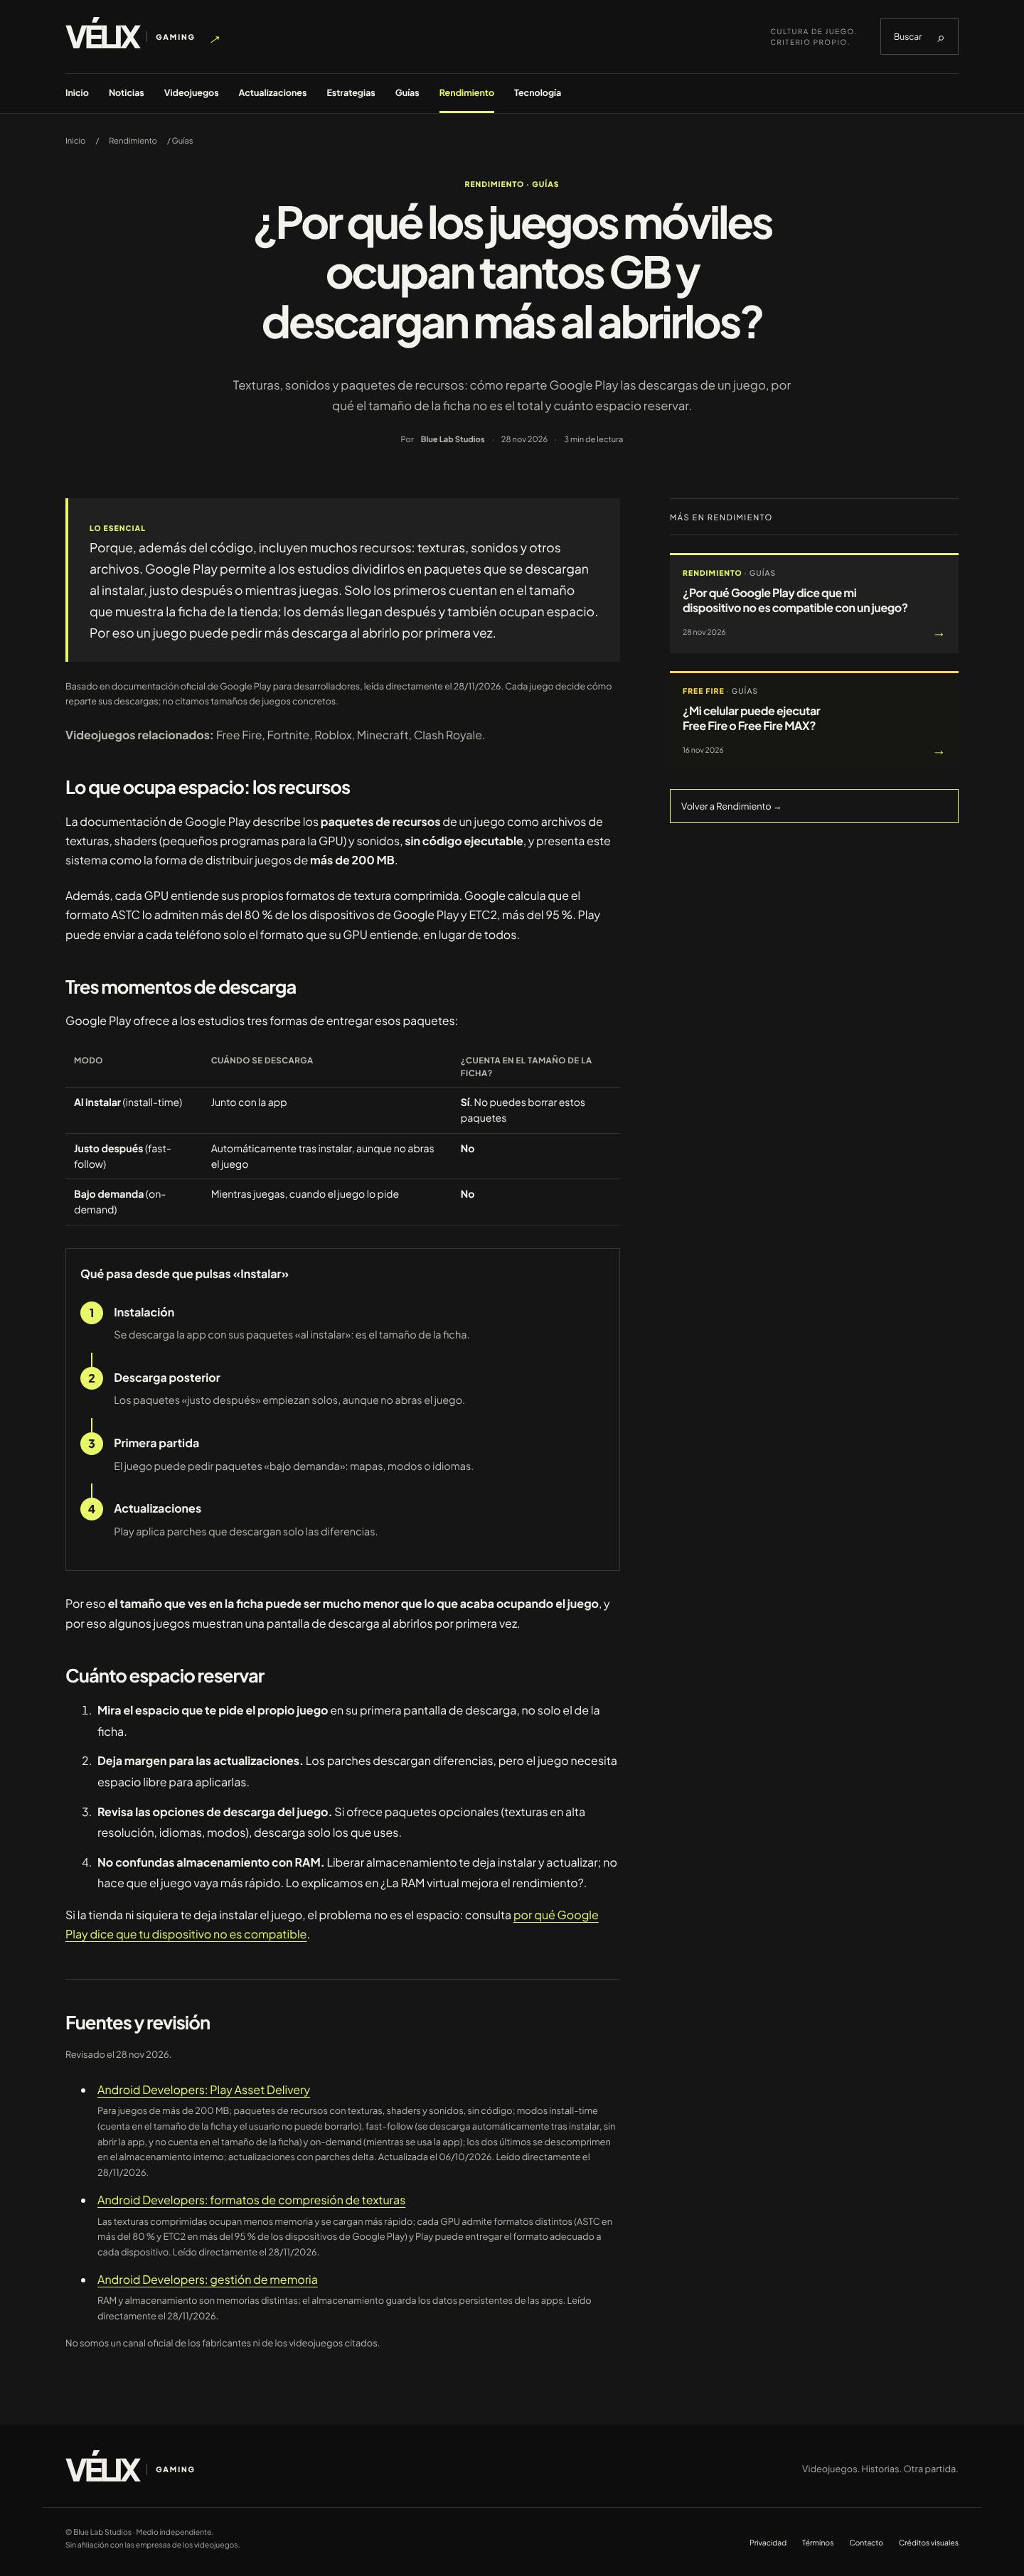 VÉLIX GAMING
CULTURA DE JUEGO.
CRITERIO PROPIO.
Buscar
Inicio Noticias Videojuegos Actualizaciones Estrategias Guías Rendimiento Tecnología
Inicio / Rendimiento / Guías
RENDIMIENTO · GUÍAS
¿Por qué los juegos móviles
ocupan tantos GB y
descargan más al abrirlos?
Texturas, sonidos y paquetes de recursos: cómo reparte Google Play las descargas de un juego, por
qué el tamaño de la ficha no es el total y cuánto espacio reservar.
Por Blue Lab Studios · 28 nov 2026 · 3 min de lectura
LO ESENCIAL
Porque, además del código, incluyen muchos recursos: texturas, sonidos y otros
archivos. Google Play permite a los estudios dividirlos en paquetes que se descargan
al instalar, justo después o mientras juegas. Solo los primeros cuentan en el tamaño
que muestra la ficha de la tienda; los demás llegan después y también ocupan espacio.
Por eso un juego puede pedir más descarga al abrirlo por primera vez.
Basado en documentación oficial de Google Play para desarrolladores, leída directamente el 28/11/2026. Cada juego decide cómo
reparte sus descargas; no citamos tamaños de juegos concretos.
Videojuegos relacionados: Free Fire, Fortnite, Roblox, Minecraft, Clash Royale.
Lo que ocupa espacio: los recursos
La documentación de Google Play describe los paquetes de recursos de un juego como archivos de
texturas, shaders (pequeños programas para la GPU) y sonidos, sin código ejecutable, y presenta este
sistema como la forma de distribuir juegos de más de 200 MB.
Además, cada GPU entiende sus propios formatos de textura comprimida. Google calcula que el
formato ASTC lo admiten más del 80 % de los dispositivos de Google Play y ETC2, más del 95 %. Play
puede enviar a cada teléfono solo el formato que su GPU entiende, en lugar de todos.
Tres momentos de descarga
Google Play ofrece a los estudios tres formas de entregar esos paquetes:
MODO CUÁNDO SE DESCARGA ¿CUENTA EN EL TAMAÑO DE LA
FICHA?
Al instalar (install-time) Junto con la app Sí. No puedes borrar estos
paquetes
Justo después (fast- Automáticamente tras instalar, aunque no abras No
follow) el juego
Bajo demanda (on- Mientras juegas, cuando el juego lo pide No
demand)
Qué pasa desde que pulsas «Instalar»
1 Instalación
Se descarga la app con sus paquetes «al instalar»: es el tamaño de la ficha.
2 Descarga posterior
Los paquetes «justo después» empiezan solos, aunque no abras el juego.
3 Primera partida
El juego puede pedir paquetes «bajo demanda»: mapas, modos o idiomas.
4 Actualizaciones
Play aplica parches que descargan solo las diferencias.
Por eso el tamaño que ves en la ficha puede ser mucho menor que lo que acaba ocupando el juego, y
por eso algunos juegos muestran una pantalla de descarga al abrirlos por primera vez.
Cuánto espacio reservar
1. Mira el espacio que te pide el propio juego en su primera pantalla de descarga, no solo el de la
ficha.
2. Deja margen para las actualizaciones. Los parches descargan diferencias, pero el juego necesita
espacio libre para aplicarlas.
3. Revisa las opciones de descarga del juego. Si ofrece paquetes opcionales (texturas en alta
resolución, idiomas, modos), descarga solo los que uses.
4. No confundas almacenamiento con RAM. Liberar almacenamiento te deja instalar y actualizar; no
hace que el juego vaya más rápido. Lo explicamos en ¿La RAM virtual mejora el rendimiento?.
Si la tienda ni siquiera te deja instalar el juego, el problema no es el espacio: consulta por qué Google
Play dice que tu dispositivo no es compatible.
Fuentes y revisión
Revisado el 28 nov 2026.
• Android Developers: Play Asset Delivery
Para juegos de más de 200 MB; paquetes de recursos con texturas, shaders y sonidos, sin código; modos install-time
(cuenta en el tamaño de la ficha y el usuario no puede borrarlo), fast-follow (se descarga automáticamente tras instalar, sin
abrir la app, y no cuenta en el tamaño de la ficha) y on-demand (mientras se usa la app); los dos últimos se descomprimen
en el almacenamiento interno; actualizaciones con parches delta. Actualizada el 06/10/2026. Leído directamente el
28/11/2026.
• Android Developers: formatos de compresión de texturas
Las texturas comprimidas ocupan menos memoria y se cargan más rápido; cada GPU admite formatos distintos (ASTC en
más del 80 % y ETC2 en más del 95 % de los dispositivos de Google Play) y Play puede entregar el formato adecuado a
cada dispositivo. Leído directamente el 28/11/2026.
• Android Developers: gestión de memoria
RAM y almacenamiento son memorias distintas; el almacenamiento guarda los datos persistentes de las apps. Leído
directamente el 28/11/2026.
No somos un canal oficial de los fabricantes ni de los videojuegos citados.
MÁS EN RENDIMIENTO
RENDIMIENTO · GUÍAS
¿Por qué Google Play dice que mi
dispositivo no es compatible con un juego?
28 nov 2026 →
FREE FIRE · GUÍAS
¿Mi celular puede ejecutar
Free Fire o Free Fire MAX?
16 nov 2026 →
Volver a Rendimiento →
VÉLIX GAMING
Videojuegos. Historias. Otra partida.
© Blue Lab Studios · Medio independiente.
Sin afiliación con las empresas de los videojuegos.
Privacidad Términos Contacto Créditos visuales